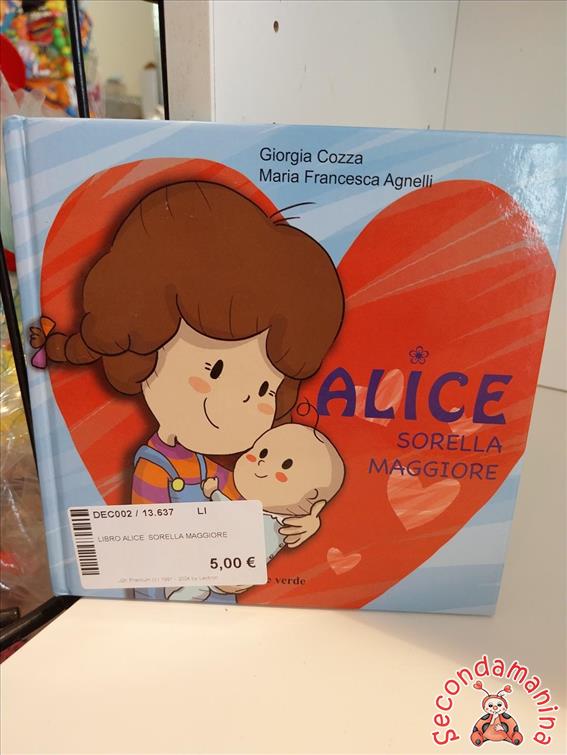 Giorgia Cozza
Maria Francesca Agnelli
ALICE
SORELLA
MAGGIORE
DEC002 / 13.637 LI
LIBRO ALICE SORELLA MAGGIORE
5,00 €
e verde
Secondamanina